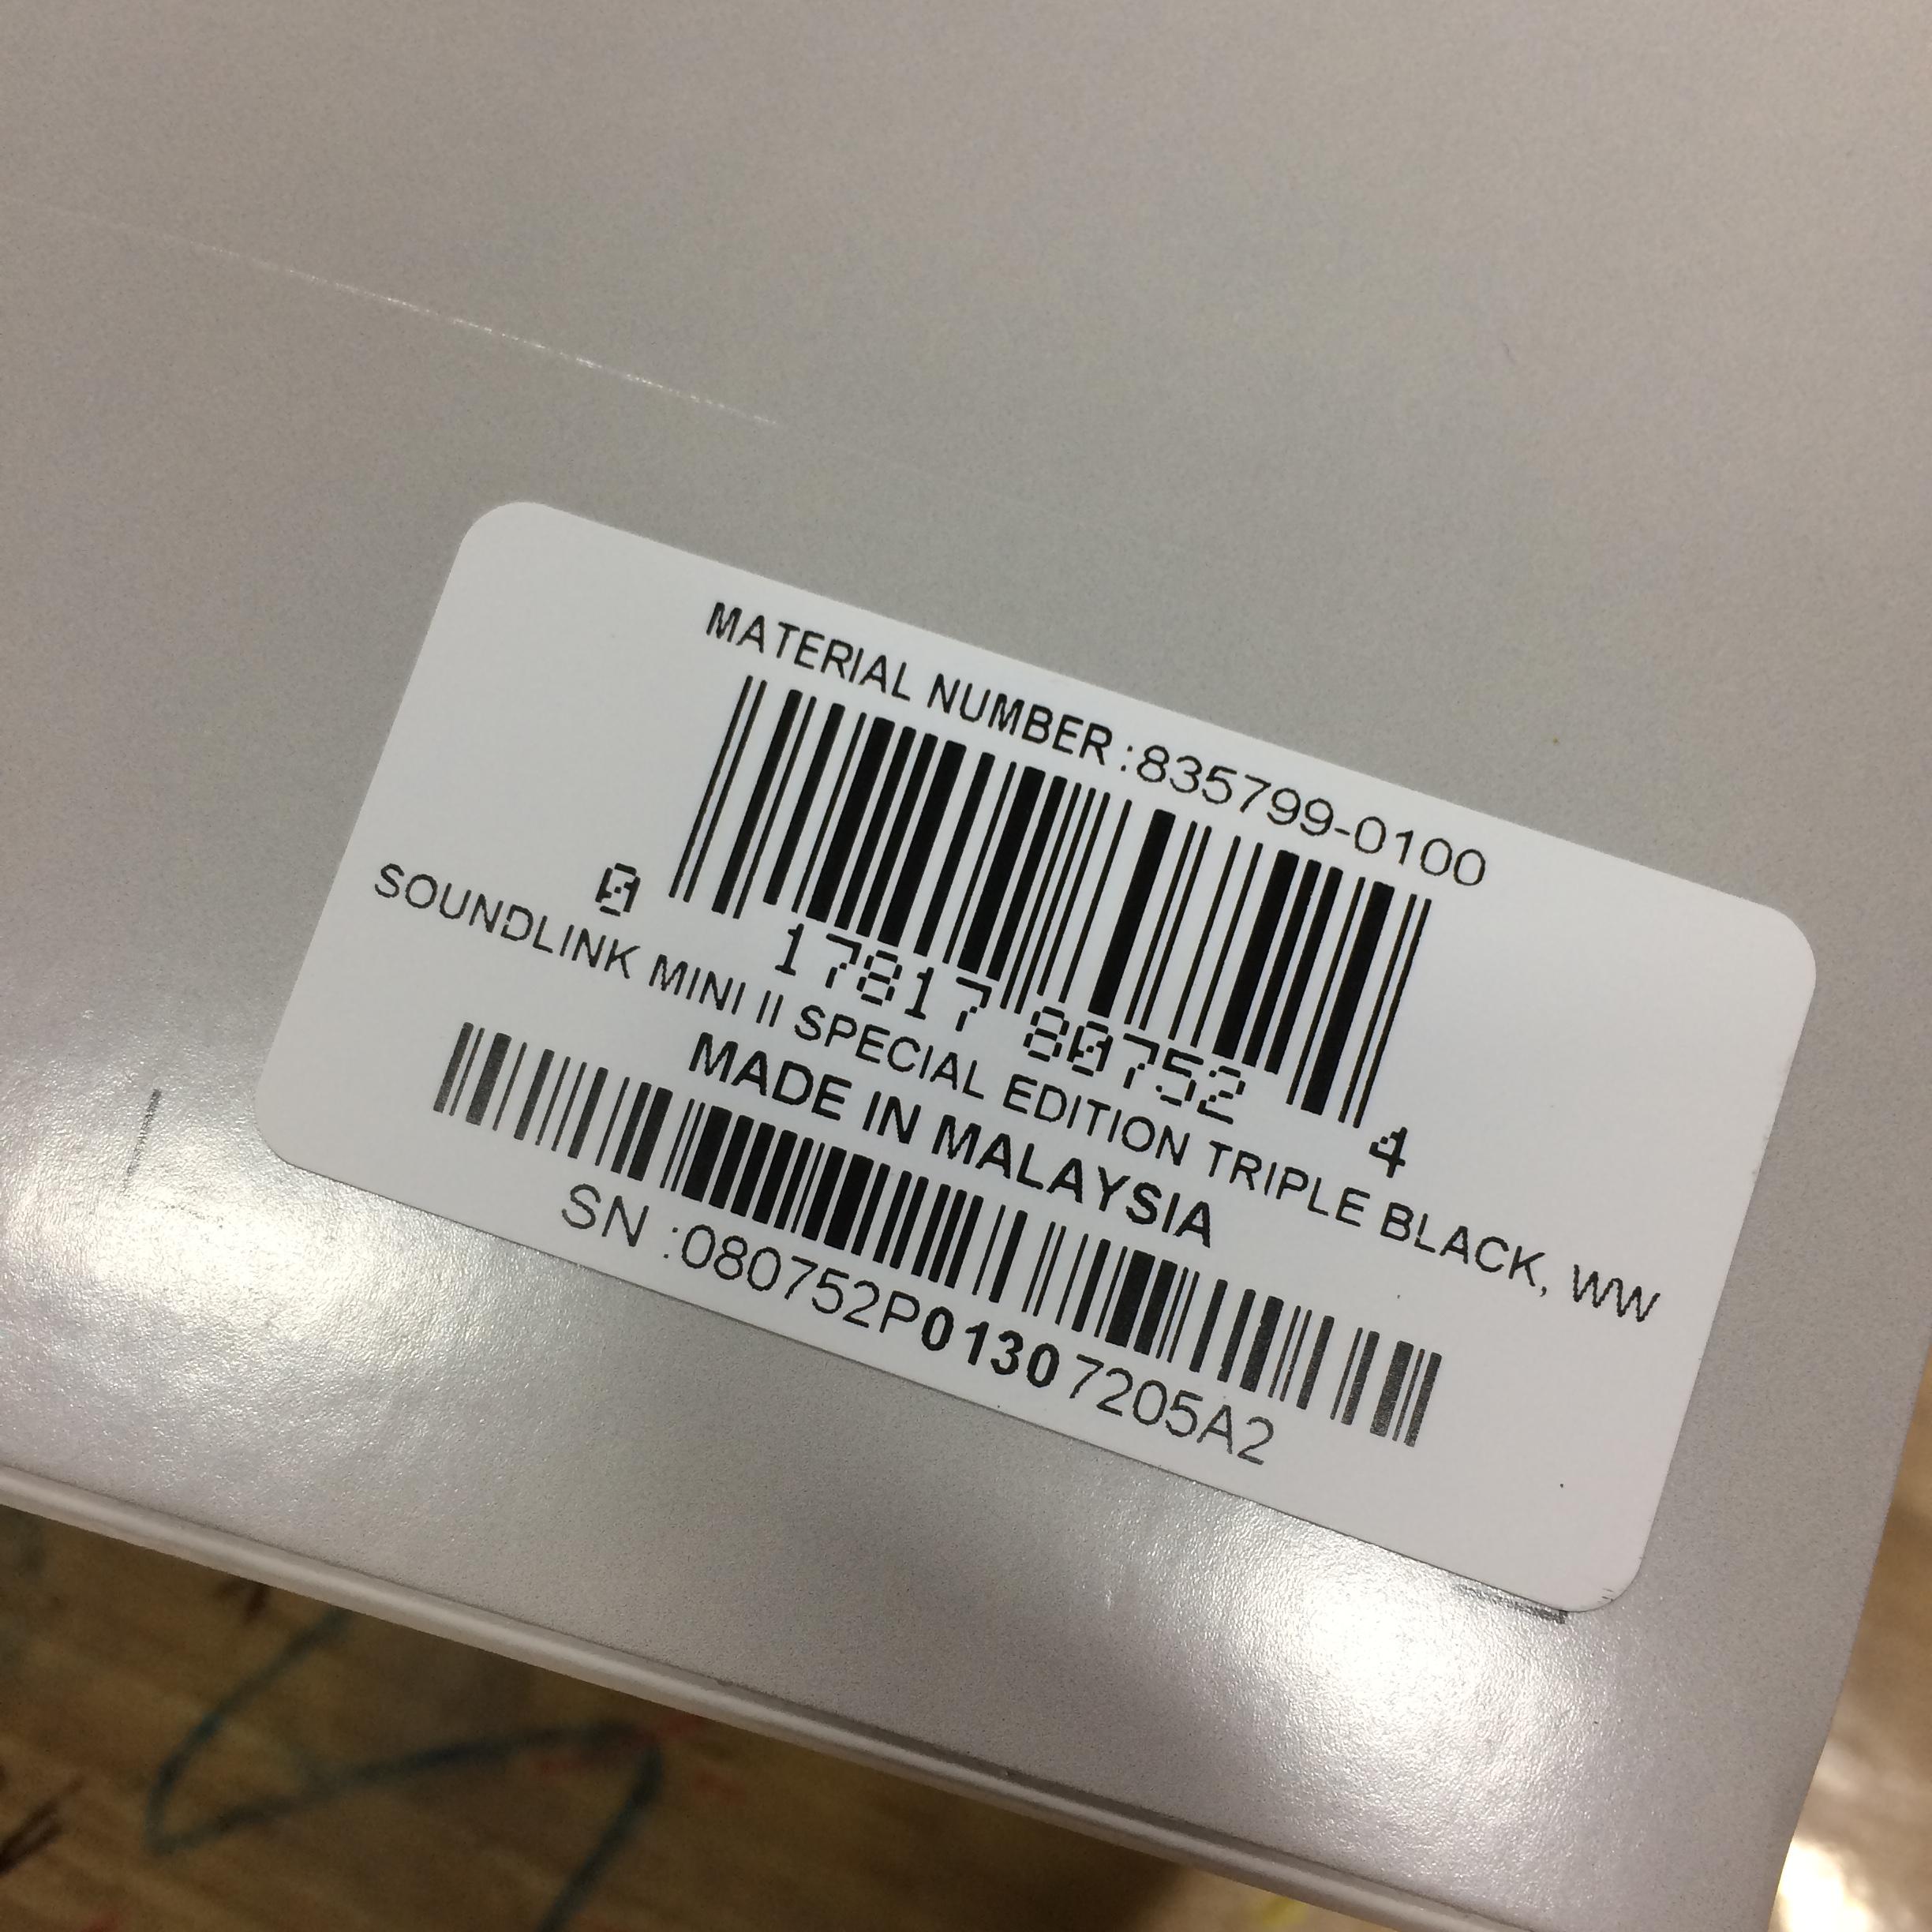 MATERIAL NUMBER :835799-0100
0 17817 80752 4
SOUNDLINK MINI II SPECIAL EDITION TRIPLE BLACK, WW
MADE IN MALAYSIA
SN :080752P01307205A2